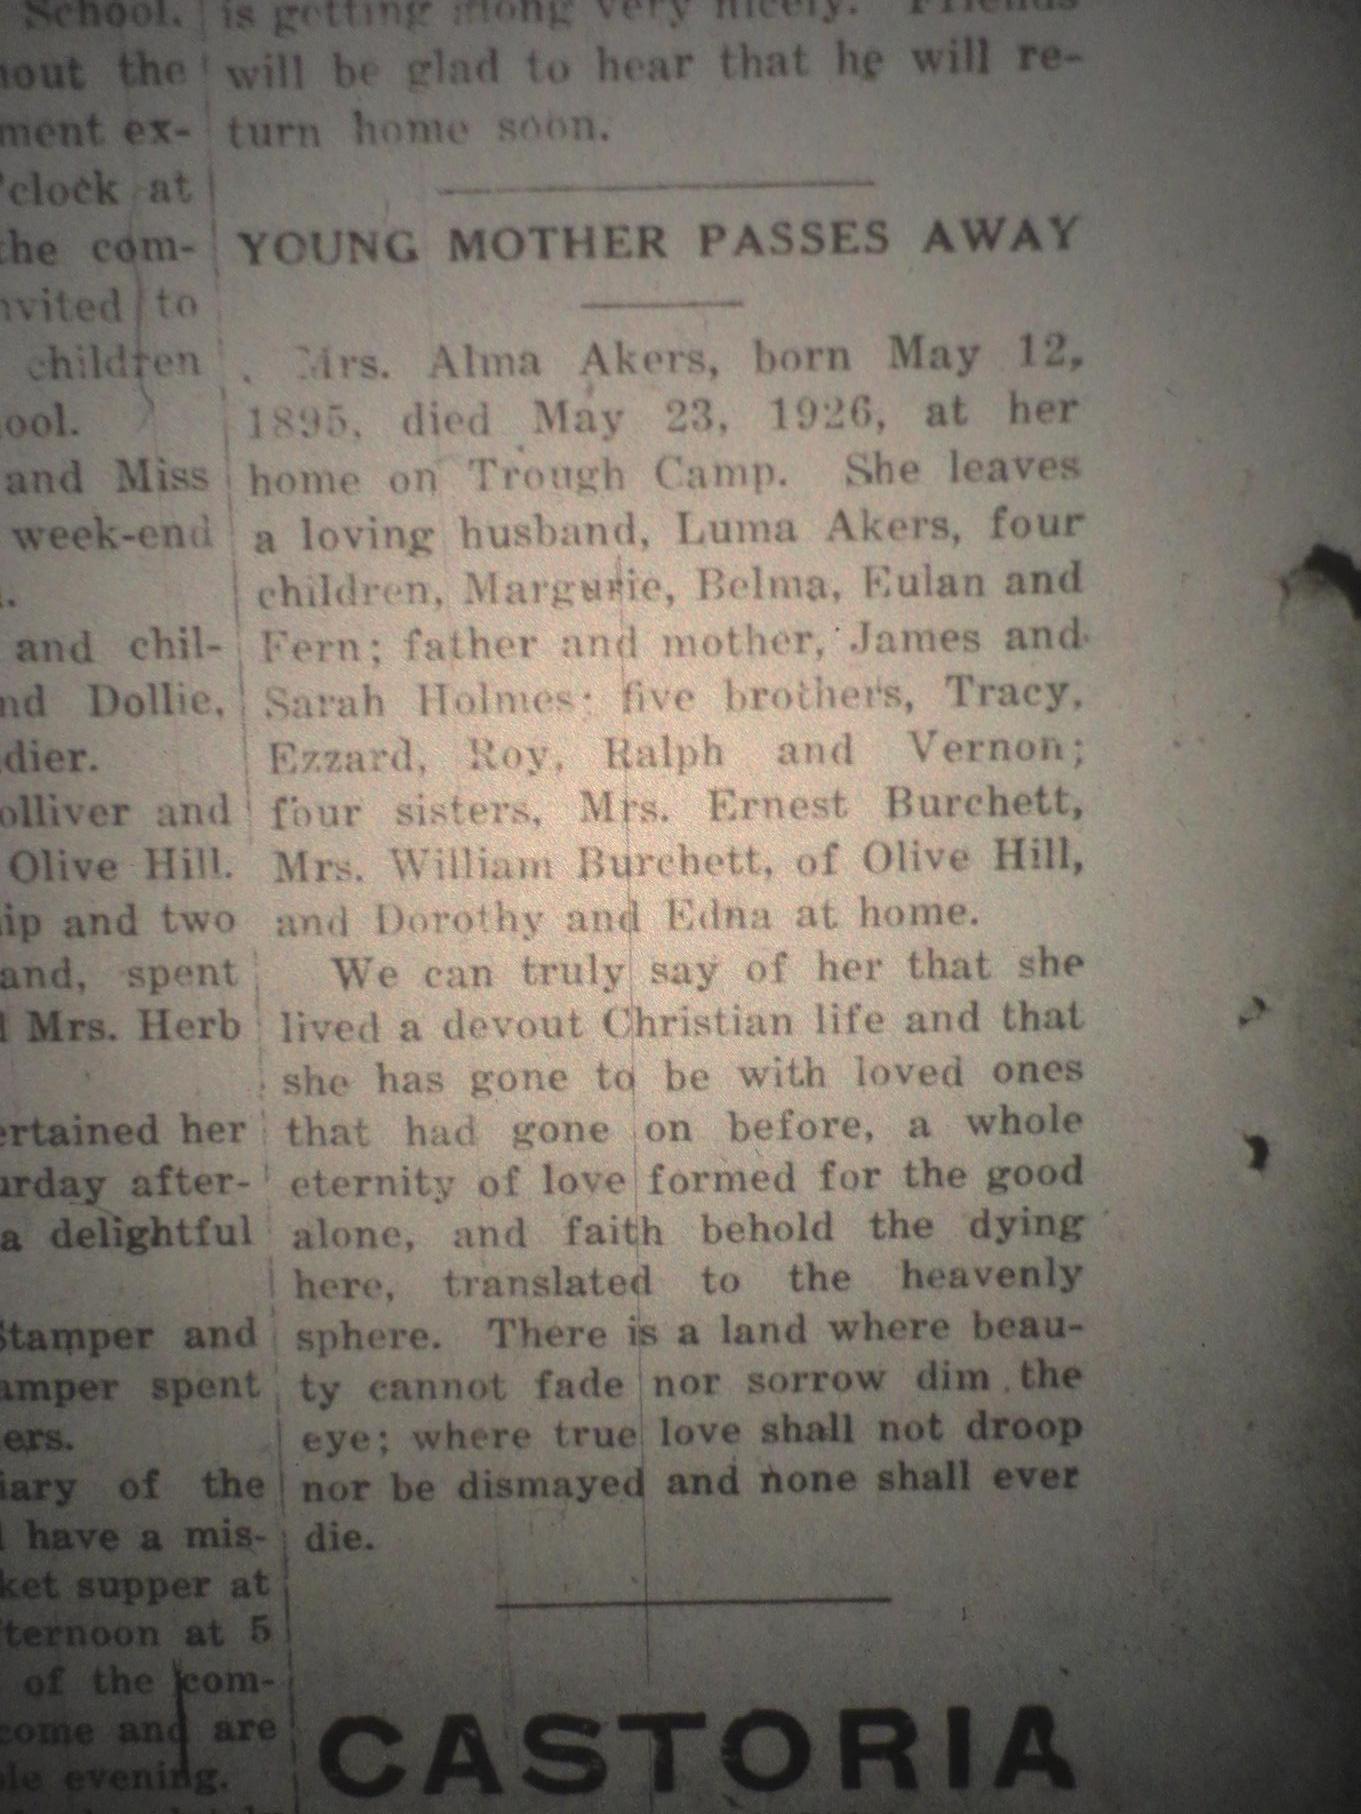 School.
out the
ment ex-
'clock at
the com-
nvited to
children
ool.
and Miss
week-end
and chil-
nd Dollie,
dier.
olliver and
Olive Hill.
ip and two
and, spent
Mrs. Herb
ertained her
urday after-
a delightful
Stamper and
amper spent
ers.
iary of the
have a mis-
ket supper at
ternoon at 5
of the com-
come and are
le evening.
is getting along very nicely. Friends
will be glad to hear that he will re-
turn home soon.
YOUNG MOTHER PASSES AWAY
Mrs. Alma Akers, born May 12,
1895, died May 23, 1926, at her
home on Trough Camp. She leaves
a loving husband, Luma Akers, four
children, Margurie, Belma, Eulan and
Fern; father and mother, James and
Sarah Holmes; five brothers, Tracy,
Ezzard, Roy, Ralph and Vernon;
four sisters, Mrs. Ernest Burchett,
Mrs. William Burchett, of Olive Hill,
and Dorothy and Edna at home.
We can truly say of her that she
lived a devout Christian life and that
she has gone to be with loved ones
that had gone on before, a whole
eternity of love formed for the good
alone, and faith behold the dying
here, translated to the heavenly
sphere. There is a land where beau-
ty cannot fade nor sorrow dim the
eye; where true love shall not droop
nor be dismayed and none shall ever
die.
CASTORIA